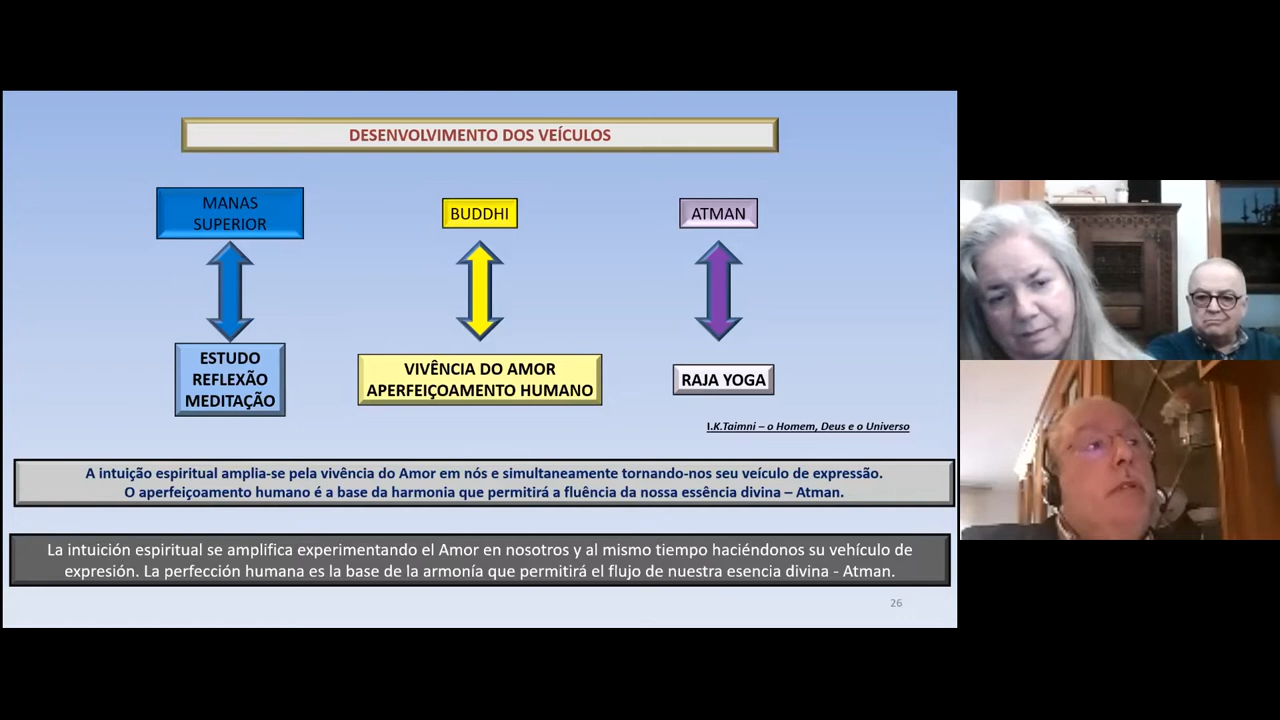 DESENVOLVIMENTO DOS VEÍCULOS
MANAS
SUPERIOR
BUDDHI
ATMAN
ESTUDO
REFLEXÃO
MEDITAÇÃO
VIVÊNCIA DO AMOR
APERFEIÇOAMENTO HUMANO
RAJA YOGA
I.K.Taimni – o Homem, Deus e o Universo
A intuição espiritual amplia-se pela vivência do Amor em nós e simultaneamente tornando-nos seu veículo de expressão.
O aperfeiçoamento humano é a base da harmonia que permitirá a fluência da nossa essência divina – Atman.
La intuición espiritual se amplifica experimentando el Amor en nosotros y al mismo tiempo haciéndonos su vehículo de
expresión. La perfección humana es la base de la armonía que permitirá el flujo de nuestra esencia divina - Atman.
26